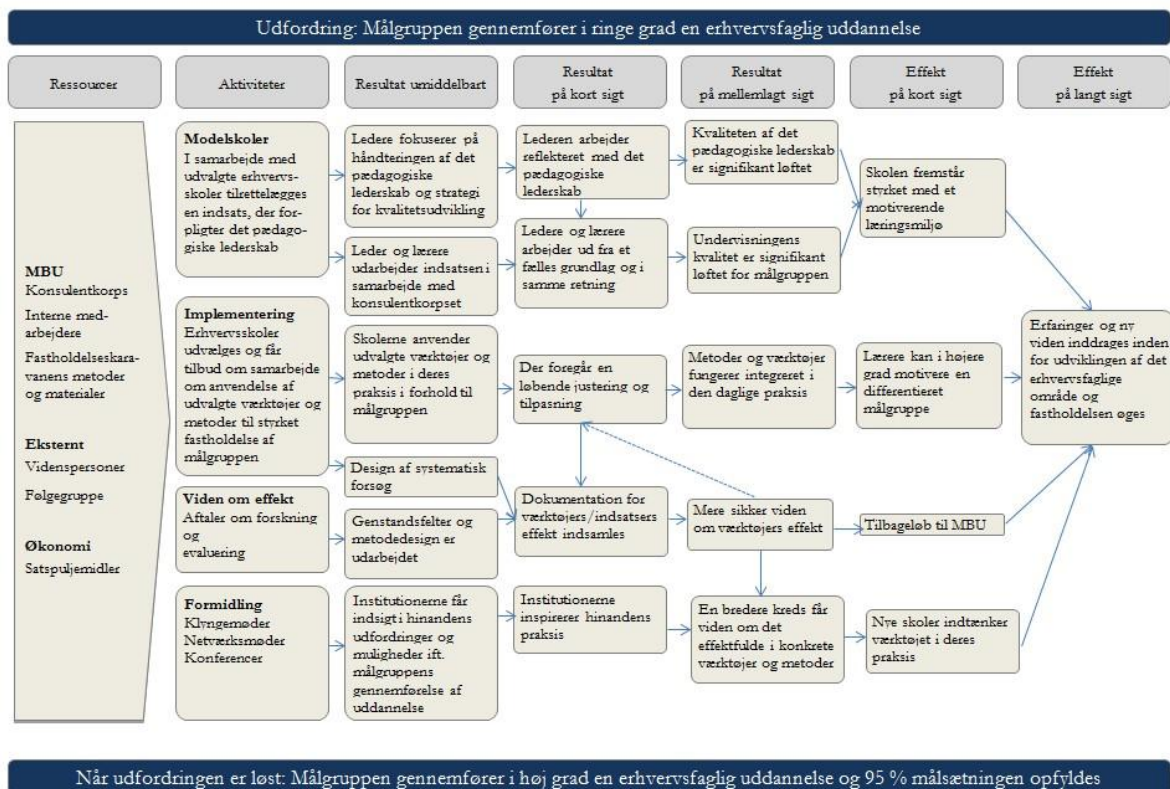 Udfordring: Målgruppen gennemfører i ringe grad en erhvervsfaglig uddannelse
Ressourcer
Aktiviteter
Resultat umiddelbart
Resultat
på kort sigt
Resultat
på mellemlagt sigt
Effekt
på kort sigt
Effekt
på langt sigt
MBU
Konsulentkorps
Interne med-
arbejdere
Fastholdelseskara-
vanens metoder
og materialer
Eksternt
Videnspersoner
Følgegruppe
Økonomi
Satspuljemidler
Modelskoler
I samarbejde med
udvalgte erhvervs-
skoler tilrettelægges
en indsats, der for-
pligter det pædago-
giske lederskab
Implementering
Erhvervsskoler
udvælges og får
tilbud om samarbejde
om anvendelse af
udvalgte værktøjer og
metoder til styrket
fastholdelse af
målgruppen
Viden om effekt
Aftaler om forskning
og
evaluering
Formidling
Klyngemøder
Netværksmøder
Konferencer
Ledere fokuserer på
håndteringen af det
pædagogiske
lederskab og strategi
for kvalitetsudvikling
Leder og lærere
udarbejder indsatsen i
samarbejde med
konsulentkorpset
Skolerne anvender
udvalgte værktøjer og
metoder i deres
praksis i forhold til
målgruppen
Design af systematisk
forsøg
Genstandsfelter og
metodedesign er
udarbejdet
Institutionerne får
indsigt i hinandens
udfordringer og
muligheder ift.
målgruppens
gennemførelse af
uddannelse
Lederen arbejder
reflekteret med det
pædagogiske
lederskab
Ledere og lærere
arbejder ud fra et
fælles grundlag og i
samme retning
Der foregår en
løbende justering og
tilpasning
Dokumentation for
værktøjers/indsatsers
effekt indsamles
Institutionerne
inspirerer hinandens
praksis
Kvaliteten af det
pædagogiske lederskab
er signifikant løftet
Undervisningens
kvalitet er signifikant
løftet for målgruppen
Metoder og værktøjer
fungerer integreret i
den daglige praksis
Mere sikker viden
om værktøjers effekt
En bredere kreds får
viden om det
effektfulde i konkrete
værktøjer og metoder
Skolen fremstår
styrket med et
motiverende
læringsmiljø
Lærere kan i højere
grad motivere en
differentieret
målgruppe
Tilbageløb til MBU
Nye skoler indtænker
værktøjet i deres
praksis
Erfaringer og ny
viden inddrages inden
for udviklingen af det
erhvervsfaglige
område og
fastholdelsen øges
Når udfordringen er løst: Målgruppen gennemfører i høj grad en erhvervsfaglig uddannelse og 95 % målsætningen opfyldes